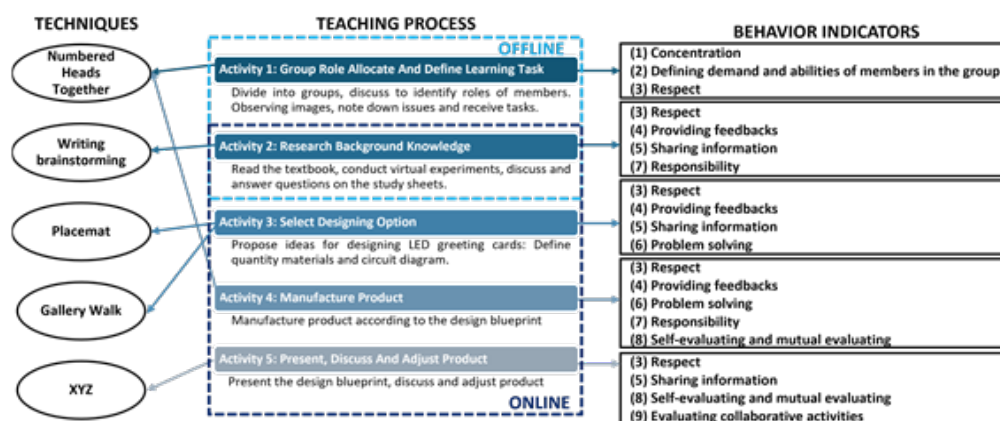 TECHNIQUES
TEACHING PROCESS
BEHAVIOR INDICATORS
OFFLINE
Numbered
Heads
Together
Writing
brainstorming
Placemat
Gallery Walk
XYZ
Activity 1: Group Role Allocate And Define Learning Task
Divide into groups, discuss to identify roles of members.
Observing images, note down issues and receive tasks.
Activity 2: Research Background Knowledge
Read the textbook, conduct virtual experiments, discuss and
answer questions on the study sheets.
Activity 3: Select Designing Option
Propose ideas for designing LED greeting cards: Define
quantity materials and circuit diagram.
Activity 4: Manufacture Product
Manufacture product according to the design blueprint
Activity 5: Present, Discuss And Adjust Product
Present the design blueprint, discuss and adjust product
ONLINE
(1) Concentration
(2) Defining demand and abilities of members in the group
(3) Respect
(3) Respect
(4) Providing feedbacks
(5) Sharing information
(7) Responsibility
(3) Respect
(4) Providing feedbacks
(5) Sharing information
(6) Problem solving
(3) Respect
(4) Providing feedbacks
(6) Problem solving
(7) Responsibility
(8) Self-evaluating and mutual evaluating
(3) Respect
(5) Sharing information
(8) Self-evaluating and mutual evaluating
(9) Evaluating collaborative activities